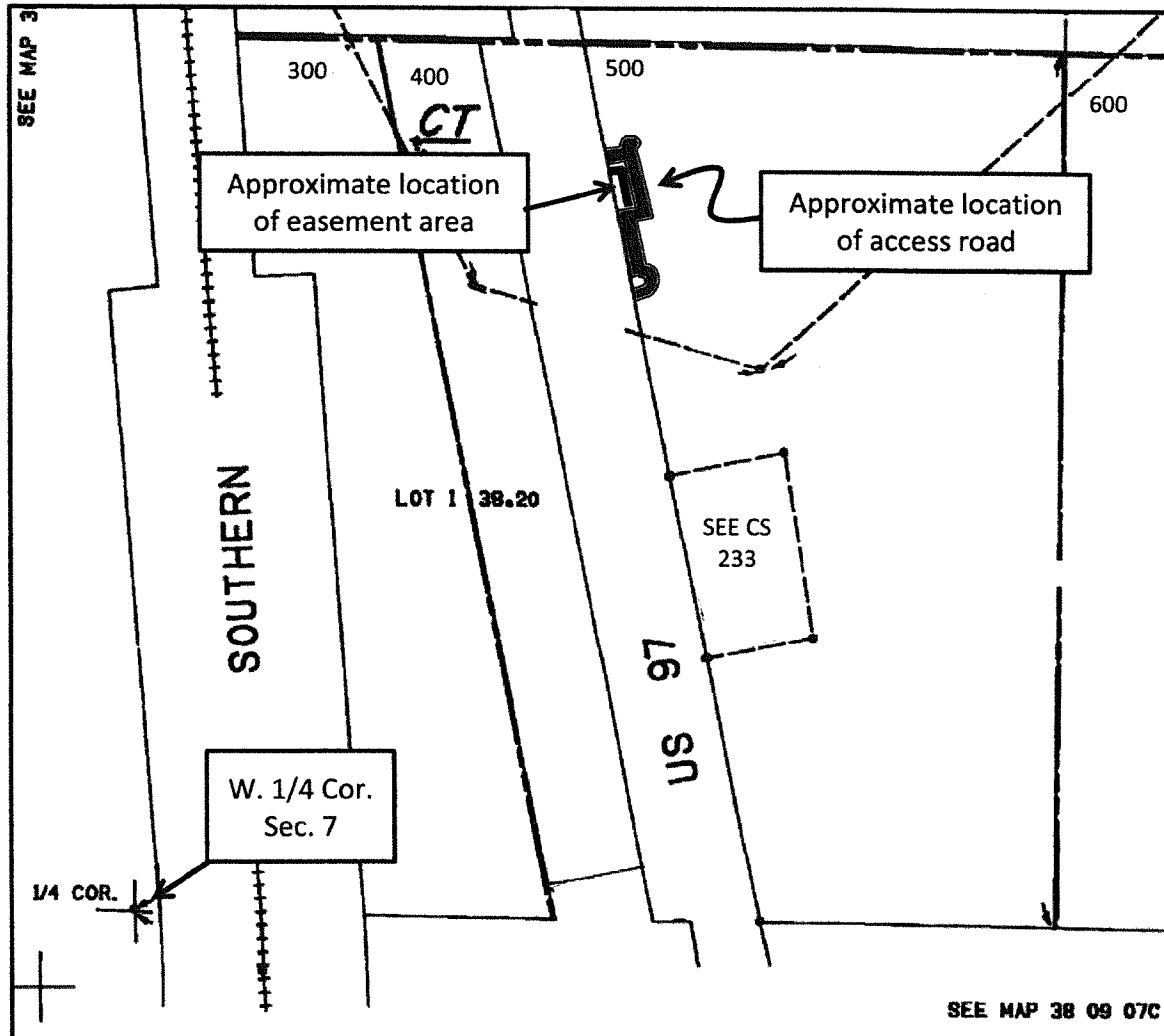 SEE MAP 3
300
400
500
600
CT
Approximate location
of easement area
Approximate location
of access road
LOT 1 38.20
SOUTHERN
SEE CS
233
US 97
W. 1/4 Cor.
Sec. 7
1/4 COR.
SEE MAP 38 09 07C